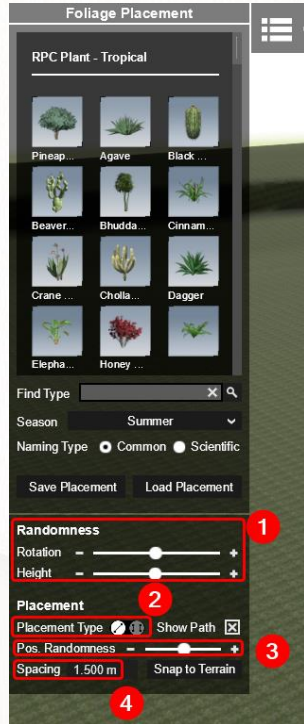 Foliage Placement
RPC Plant - Tropical
Pineap... Agave Black ...
Beaver... Bhudda... Cinnam...
Crane ... Cholla... Dagger
Elepha... Honey ...
Find Type
Season Summer
Naming Type Common Scientific
Save Placement Load Placement
1
Randomness
Rotation - +
Height - +
2
Placement
Placement Type Show Path
Pos. Randomness - +
3
Spacing 1.500 m Snap to Terrain
4